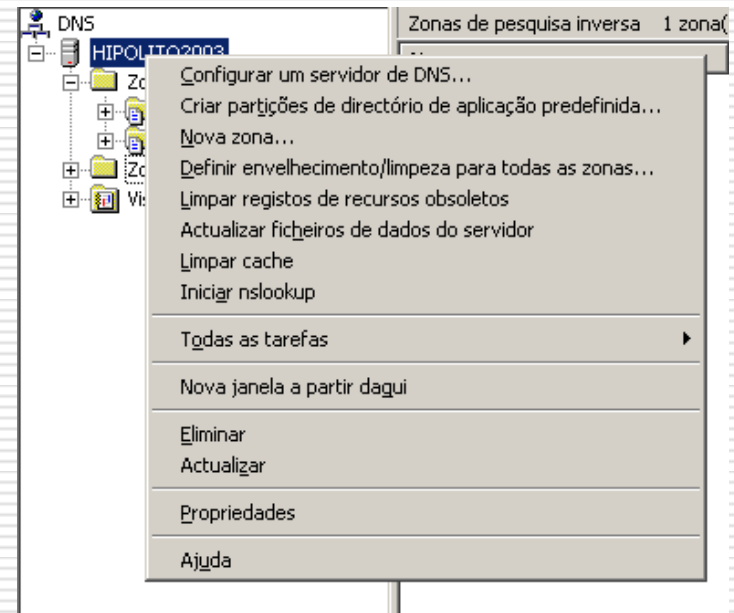 DNS
Zonas de pesquisa inversa 1 zona(
HIPOLITO2003
Configurar um servidor de DNS...
Criar partições de directório de aplicação predefinida...
Nova zona...
Definir envelhecimento/limpeza para todas as zonas...
Limpar registos de recursos obsoletos
Actualizar ficheiros de dados do servidor
Limpar cache
Iniciar nslookup
Todas as tarefas
Nova janela a partir daqui
Eliminar
Actualizar
Propriedades
Ajuda